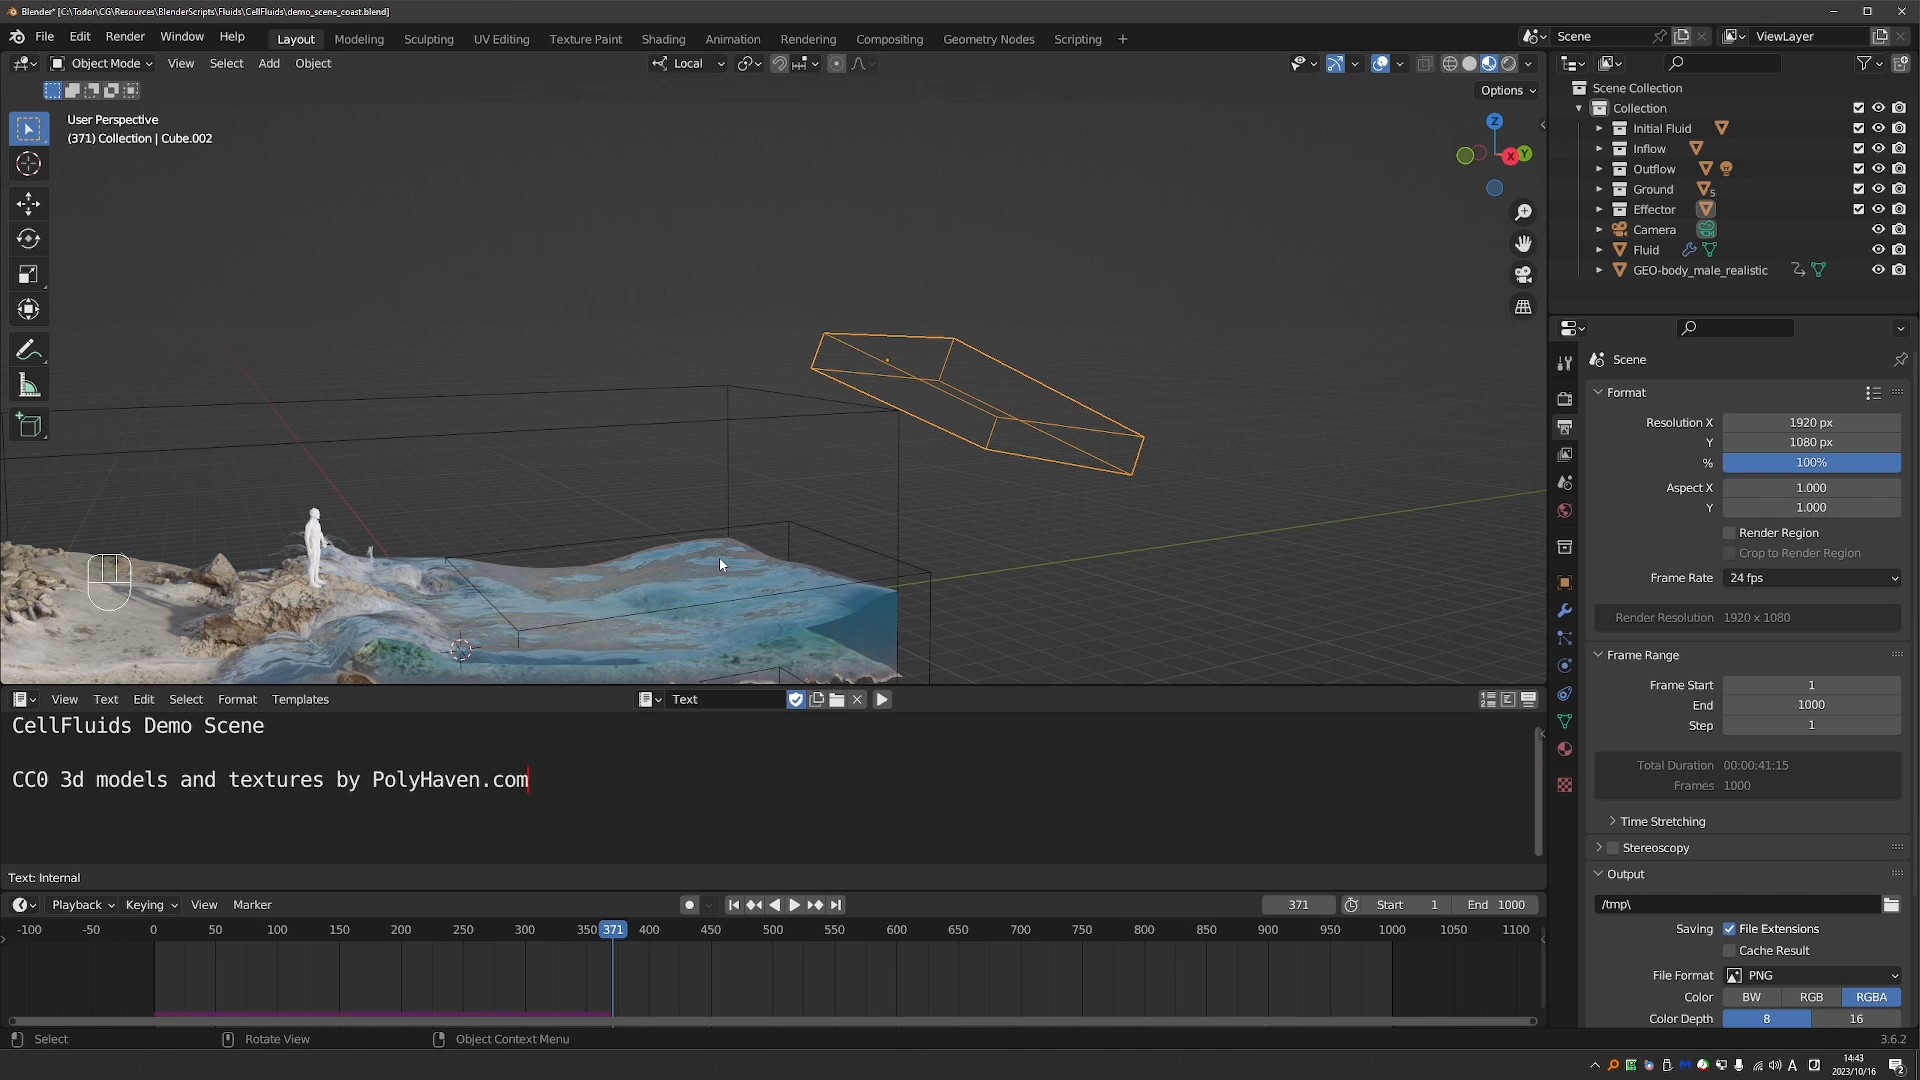 Blender* [C:\Todor\CG\Resources\BlenderScripts\Fluids\CellFluids\demo_scene_coast.blend]
File Edit Render Window Help Layout Modeling Sculpting UV Editing Texture Paint Shading Animation Rendering Compositing Geometry Nodes Scripting +
Scene ViewLayer
Object Mode View Select Add Object Local
Options
User Perspective
(371) Collection | Cube.002
Z
X
Y
Scene Collection
Collection
Initial Fluid
Inflow
Outflow
Ground 5
Effector
Camera
Fluid
GEO-body_male_realistic
Scene
Format
Resolution X 1920 px
Y 1080 px
% 100%
Aspect X 1.000
Y 1.000
Render Region
Crop to Render Region
Frame Rate 24 fps
Render Resolution 1920 x 1080
Frame Range
Frame Start 1
End 1000
Step 1
Total Duration 00:00:41:15
Frames 1000
Time Stretching
Stereoscopy
Output
/tmp\
Saving File Extensions
Cache Result
File Format PNG
Color BW RGB RGBA
Color Depth 8 16
View Text Edit Select Format Templates Text
CellFluids Demo Scene
CC0 3d models and textures by PolyHaven.com
Text: Internal
Playback Keying View Marker 371 Start 1 End 1000
-100 -50 0 50 100 150 200 250 300 350 371 400 450 500 550 600 650 700 750 800 850 900 950 1000 1050 1100
Select Rotate View Object Context Menu 3.6.2
A 14:43
2023/10/16 2